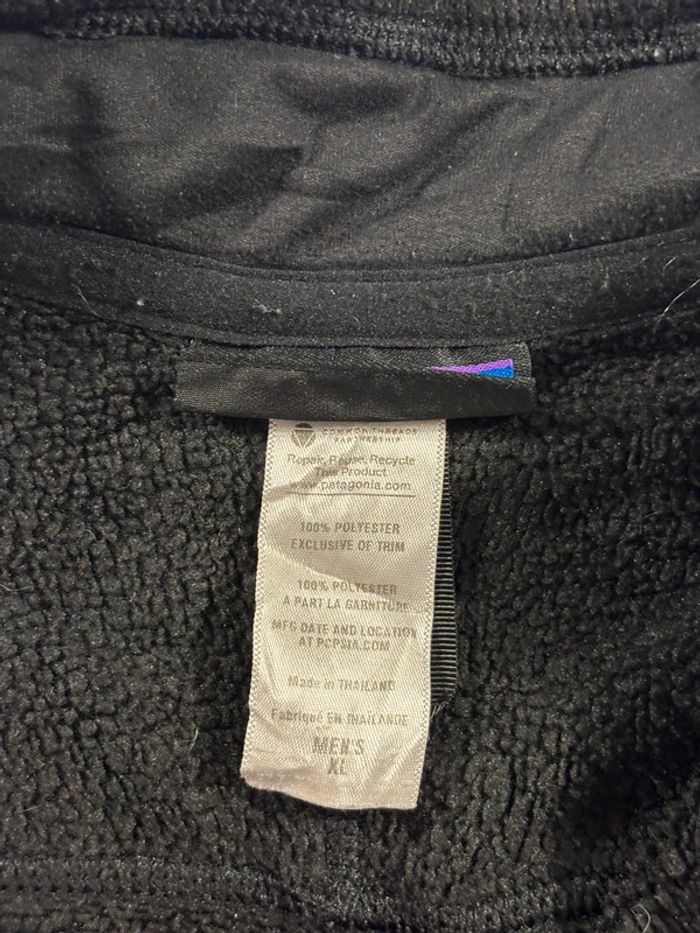 COMMON THREADS
PARTNERSHIP
Repair, Reuse, Recycle
This Product
www.patagonia.com
100% POLYESTER
EXCLUSIVE OF TRIM
100% POLYESTER
A PART LA GARNITURE
MFG DATE AND LOCATION
AT PCPSIA.COM
Made in THAILAND
Fabriqué EN THAILANDE
MEN'S
XL